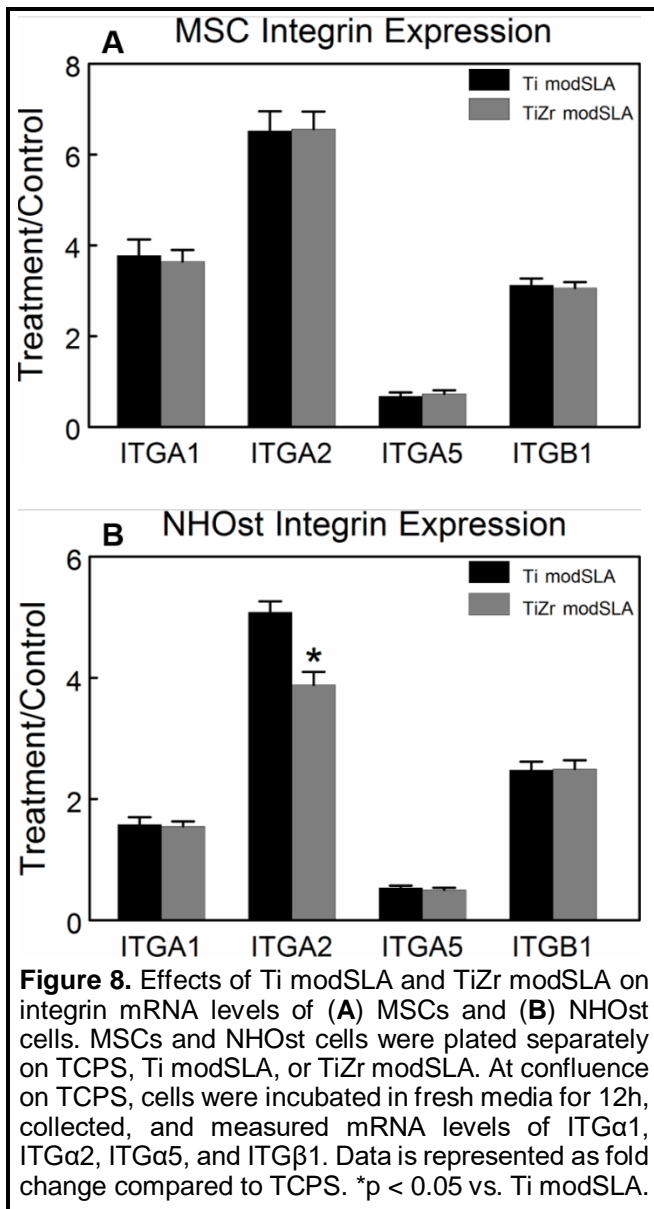 A MSC Integrin Expression
8
Ti modSLA
TiZr modSLA
6
4
2
0
Treatment/Control
ITGA1 ITGA2 ITGA5 ITGB1
B NHOst Integrin Expression
6
Ti modSLA
TiZr modSLA
*
4
2
0
Treatment/Control
ITGA1 ITGA2 ITGA5 ITGB1
Figure 8. Effects of Ti modSLA and TiZr modSLA on
integrin mRNA levels of (A) MSCs and (B) NHOst
cells. MSCs and NHOst cells were plated separately
on TCPS, Ti modSLA, or TiZr modSLA. At confluence
on TCPS, cells were incubated in fresh media for 12h,
collected, and measured mRNA levels of ITGα1,
ITGα2, ITGα5, and ITGβ1. Data is represented as fold
change compared to TCPS. *p < 0.05 vs. Ti modSLA.